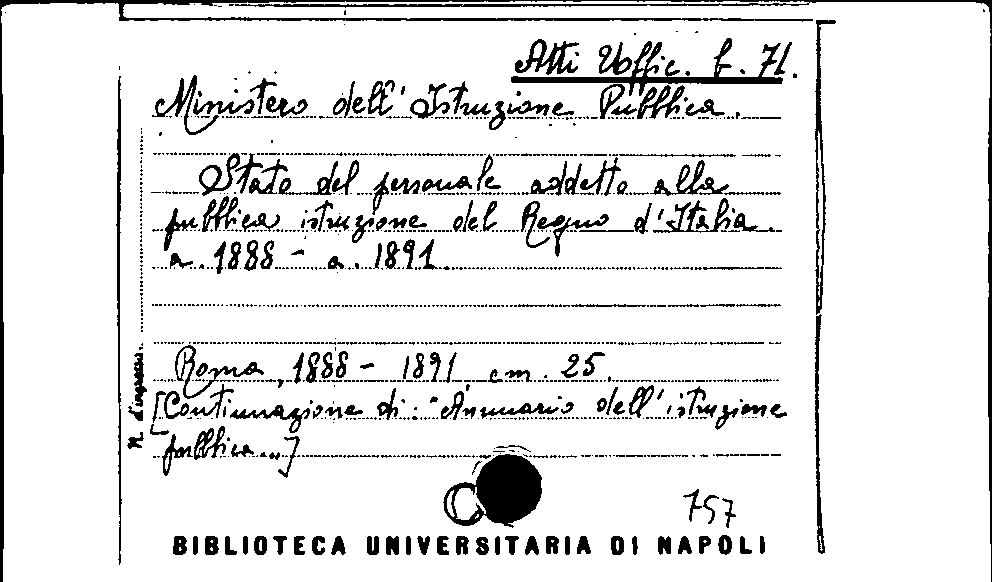 Atti Uffic. f. 71.
Ministero dell'Istruzione Pubblica.
Stato del personale addetto alla
pubblica istruzione del Regno d'Italia.
a. 1888 - a. 1891.
Roma, 1888 - 1891, cm. 25.
[Continuazione di: "Annuario dell'istruzione
pubblica..."]
N. d'ingresso.
757
BIBLIOTECA UNIVERSITARIA DI NAPOLI